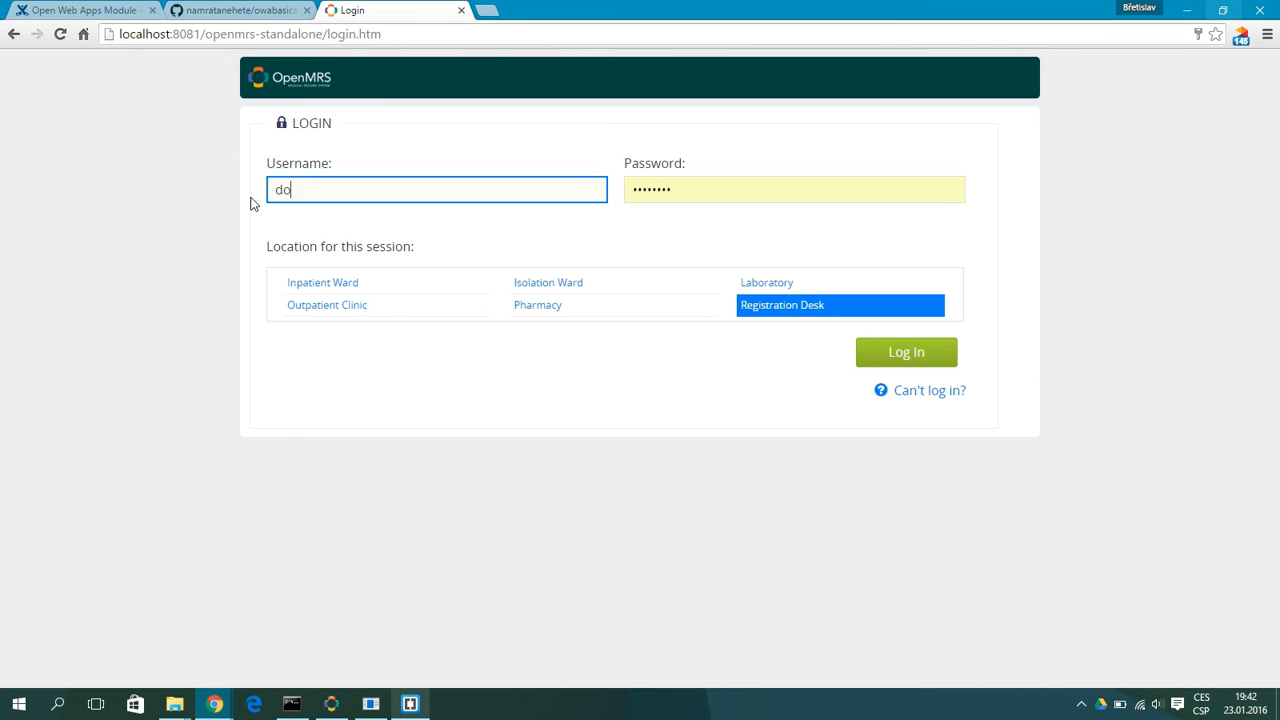 Open Web Apps Module -
namratanehete/owabasica
Login
Břetislav
localhost:8081/openmrs-standalone/login.htm
145
OpenMRS
LOGIN
Username:
Password:
do
••••••••
Location for this session:
Inpatient Ward
Isolation Ward
Laboratory
Outpatient Clinic
Pharmacy
Registration Desk
Log In
Can't log in?
CES
19:42
CSP
23.01.2016